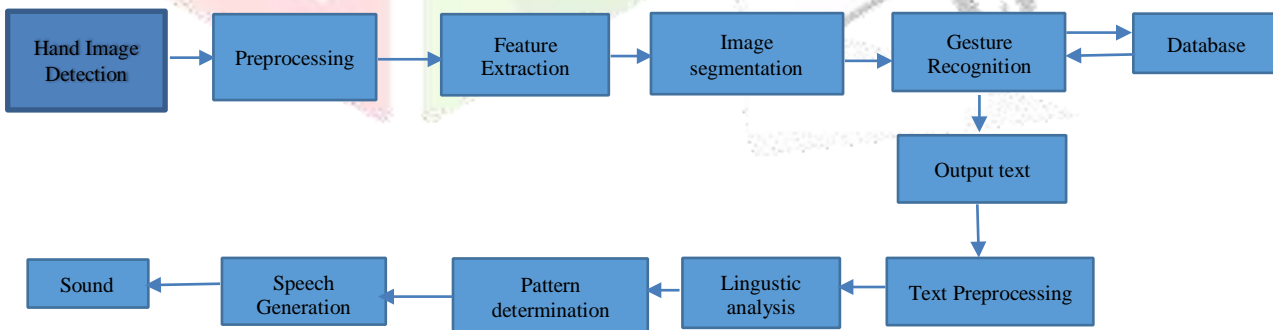 Hand Image
Detection
Preprocessing
Feature
Extraction
Image
segmentation
Gesture
Recognition
Database
Output text
Text Preprocessing
Lingustic
analysis
Pattern
determination
Speech
Generation
Sound